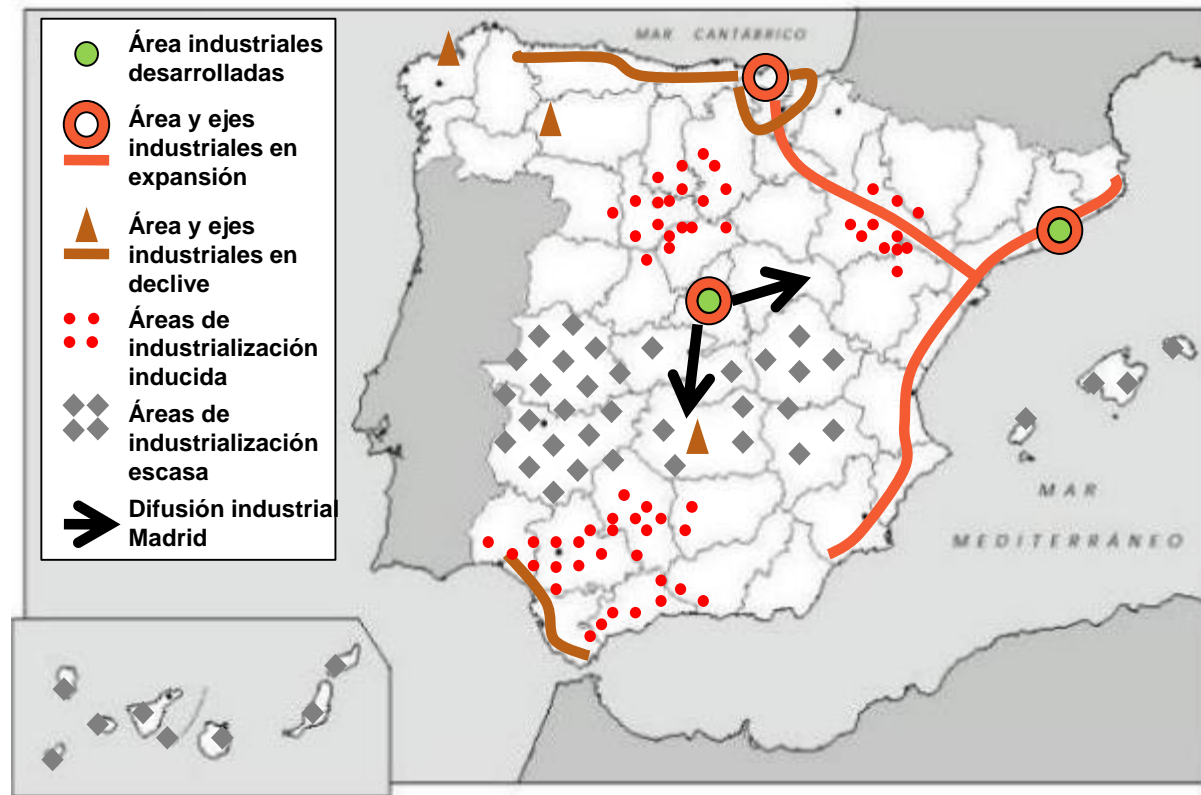 Área industriales
desarrolladas
Área y ejes
industriales en
expansión
Área y ejes
industriales en
declive
Áreas de
industrialización
inducida
Áreas de
industrialización
escasa
Difusión industrial
Madrid
MAR CANTÁBRICO
MAR
MEDITERRÁNEO